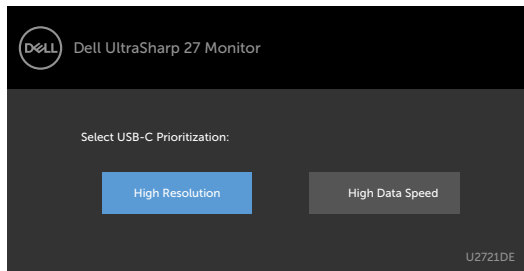 DELL Dell UltraSharp 27 Monitor
Select USB-C Prioritization:
High Resolution High Data Speed
U2721DE